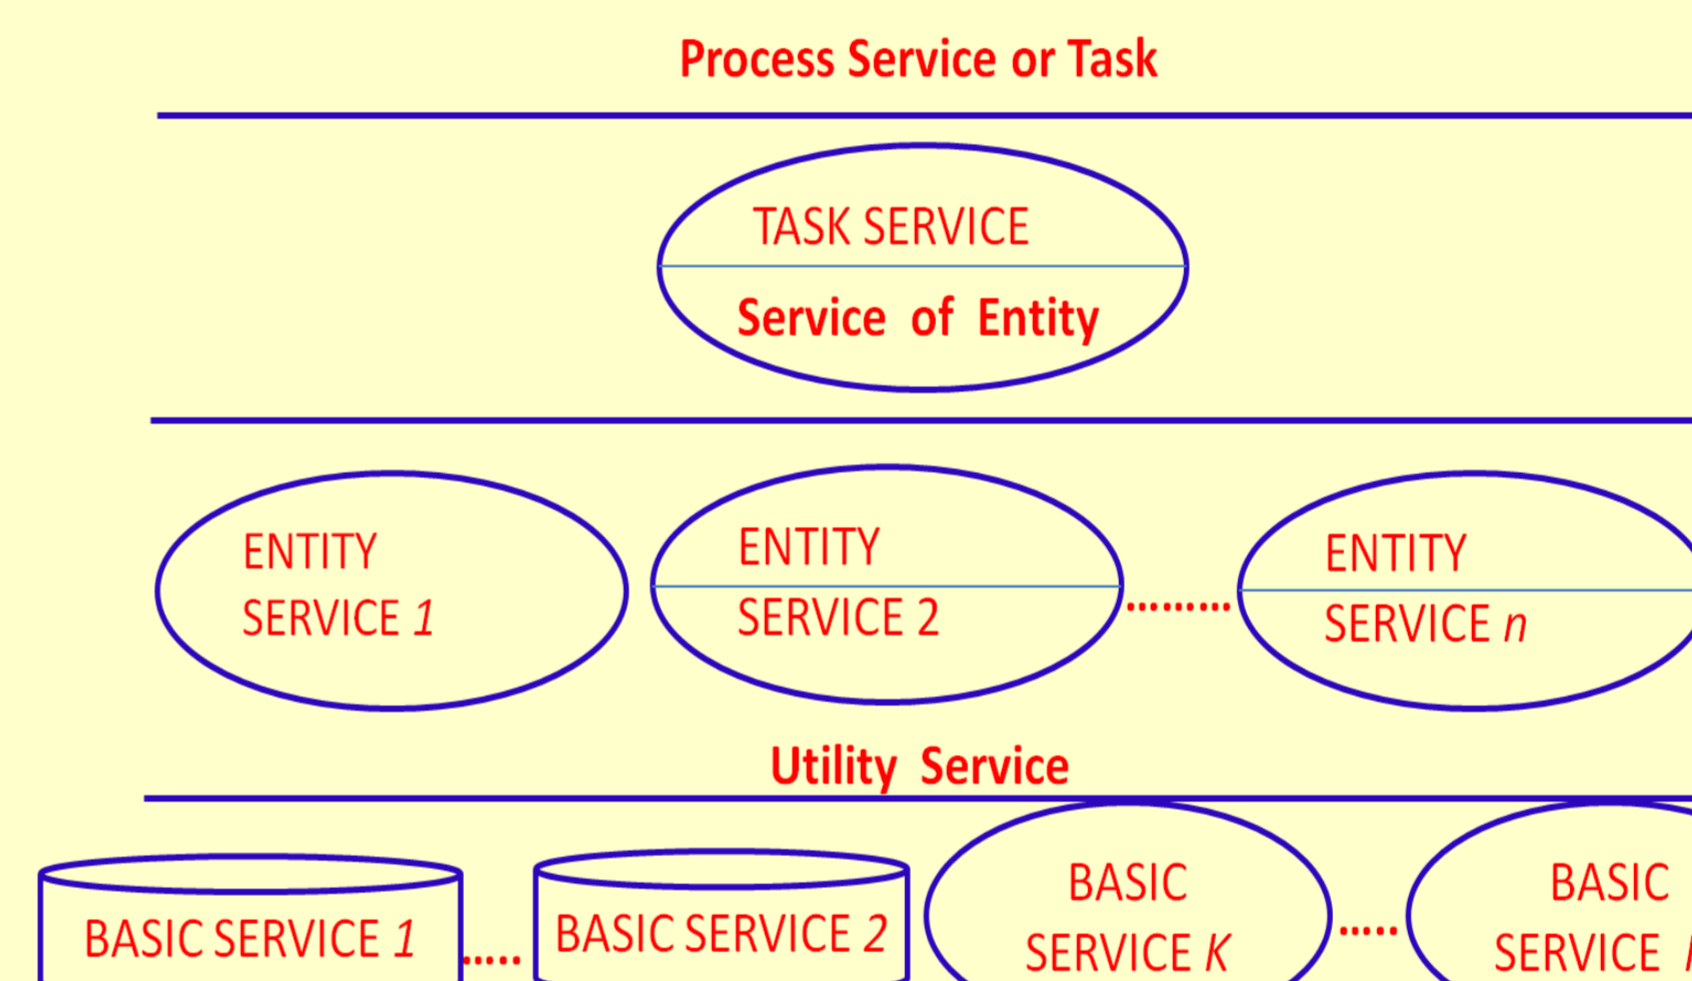 Process Service or Task
TASK SERVICE
Service of Entity
ENTITY
SERVICE 1
ENTITY
SERVICE 2
..........
ENTITY
SERVICE n
Utility Service
BASIC SERVICE 1
.....
BASIC SERVICE 2
BASIC
SERVICE K
.....
BASIC
SERVICE